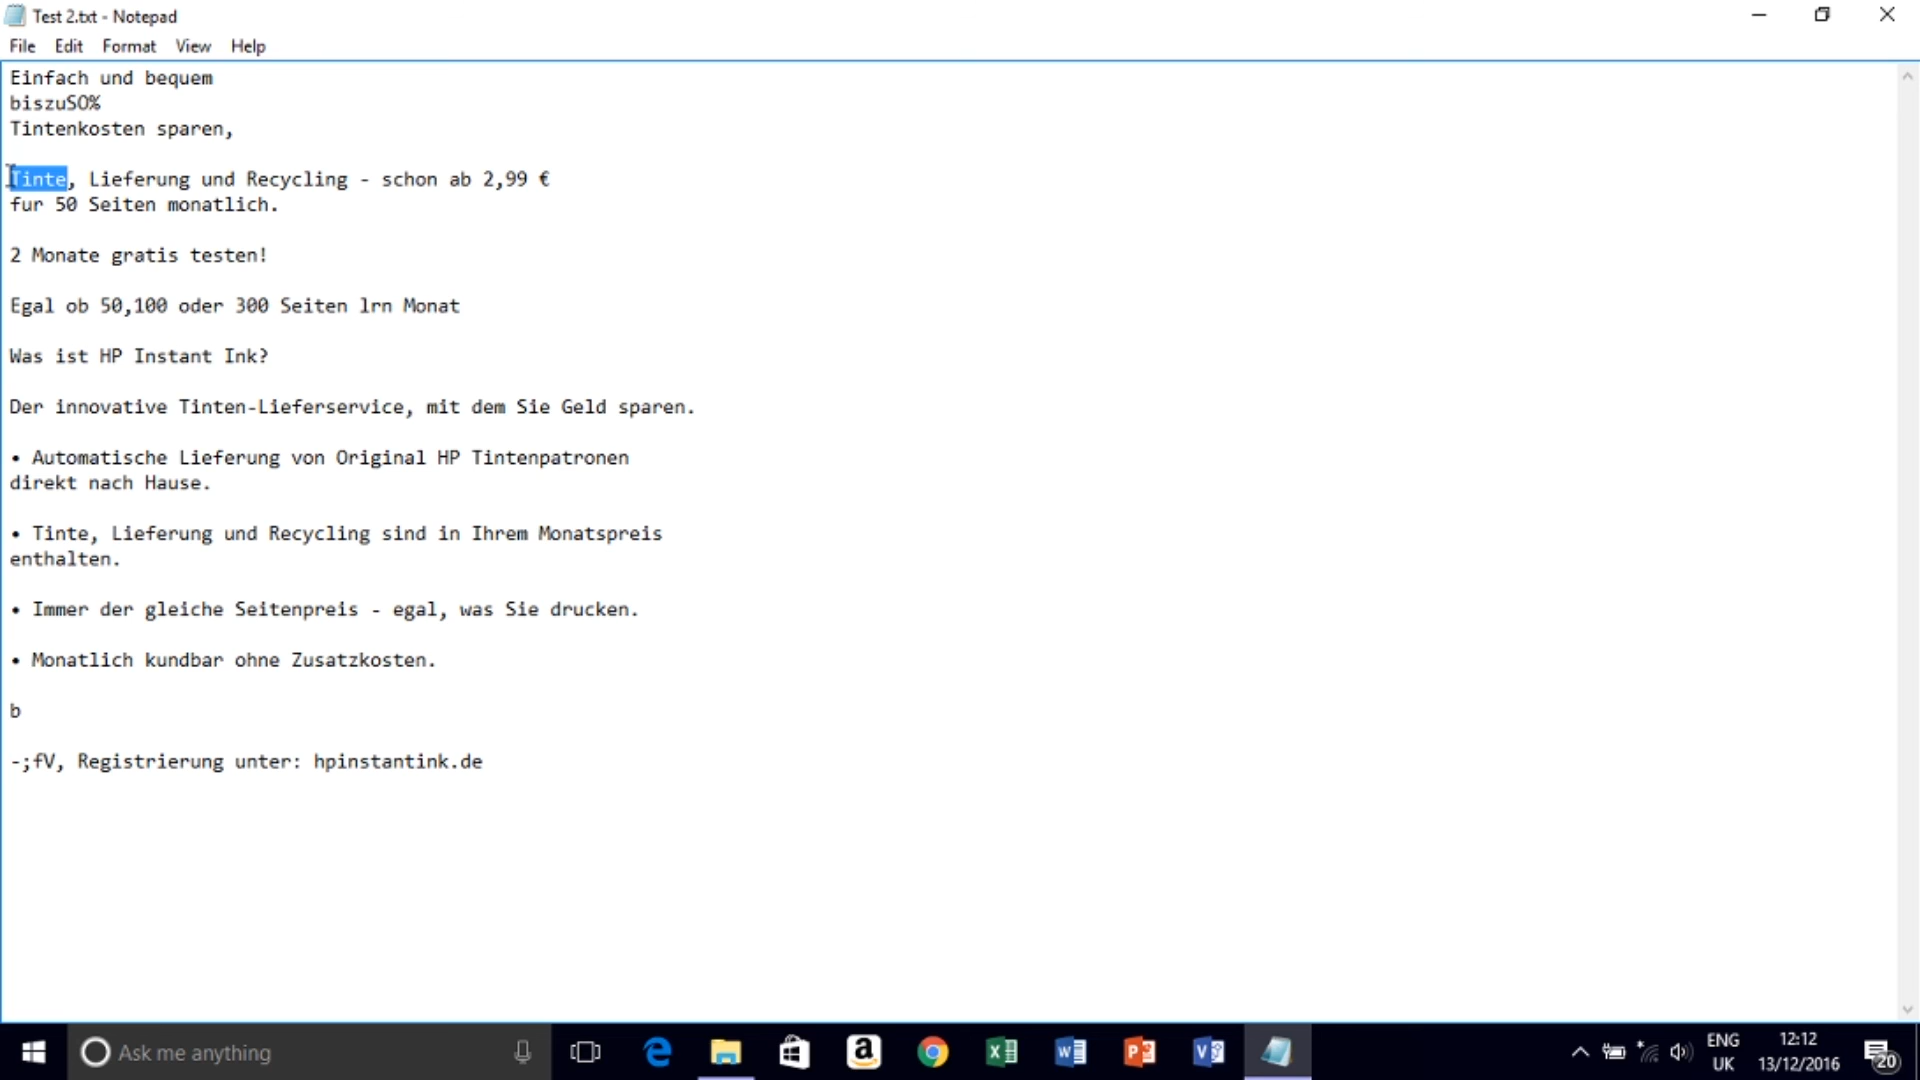 Test 2.txt - Notepad
File Edit Format View Help
Einfach und bequem
biszuSO%
Tintenkosten sparen,
Tinte, Lieferung und Recycling - schon ab 2,99 €
fur 50 Seiten monatlich.
2 Monate gratis testen!
Egal ob 50,100 oder 300 Seiten lrn Monat
Was ist HP Instant Ink?
Der innovative Tinten-Lieferservice, mit dem Sie Geld sparen.
• Automatische Lieferung von Original HP Tintenpatronen
direkt nach Hause.
• Tinte, Lieferung und Recycling sind in Ihrem Monatspreis
enthalten.
• Immer der gleiche Seitenpreis - egal, was Sie drucken.
• Monatlich kundbar ohne Zusatzkosten.
b
-;fV, Registrierung unter: hpinstantink.de
Ask me anything
ENG
UK
12:12
13/12/2016
20